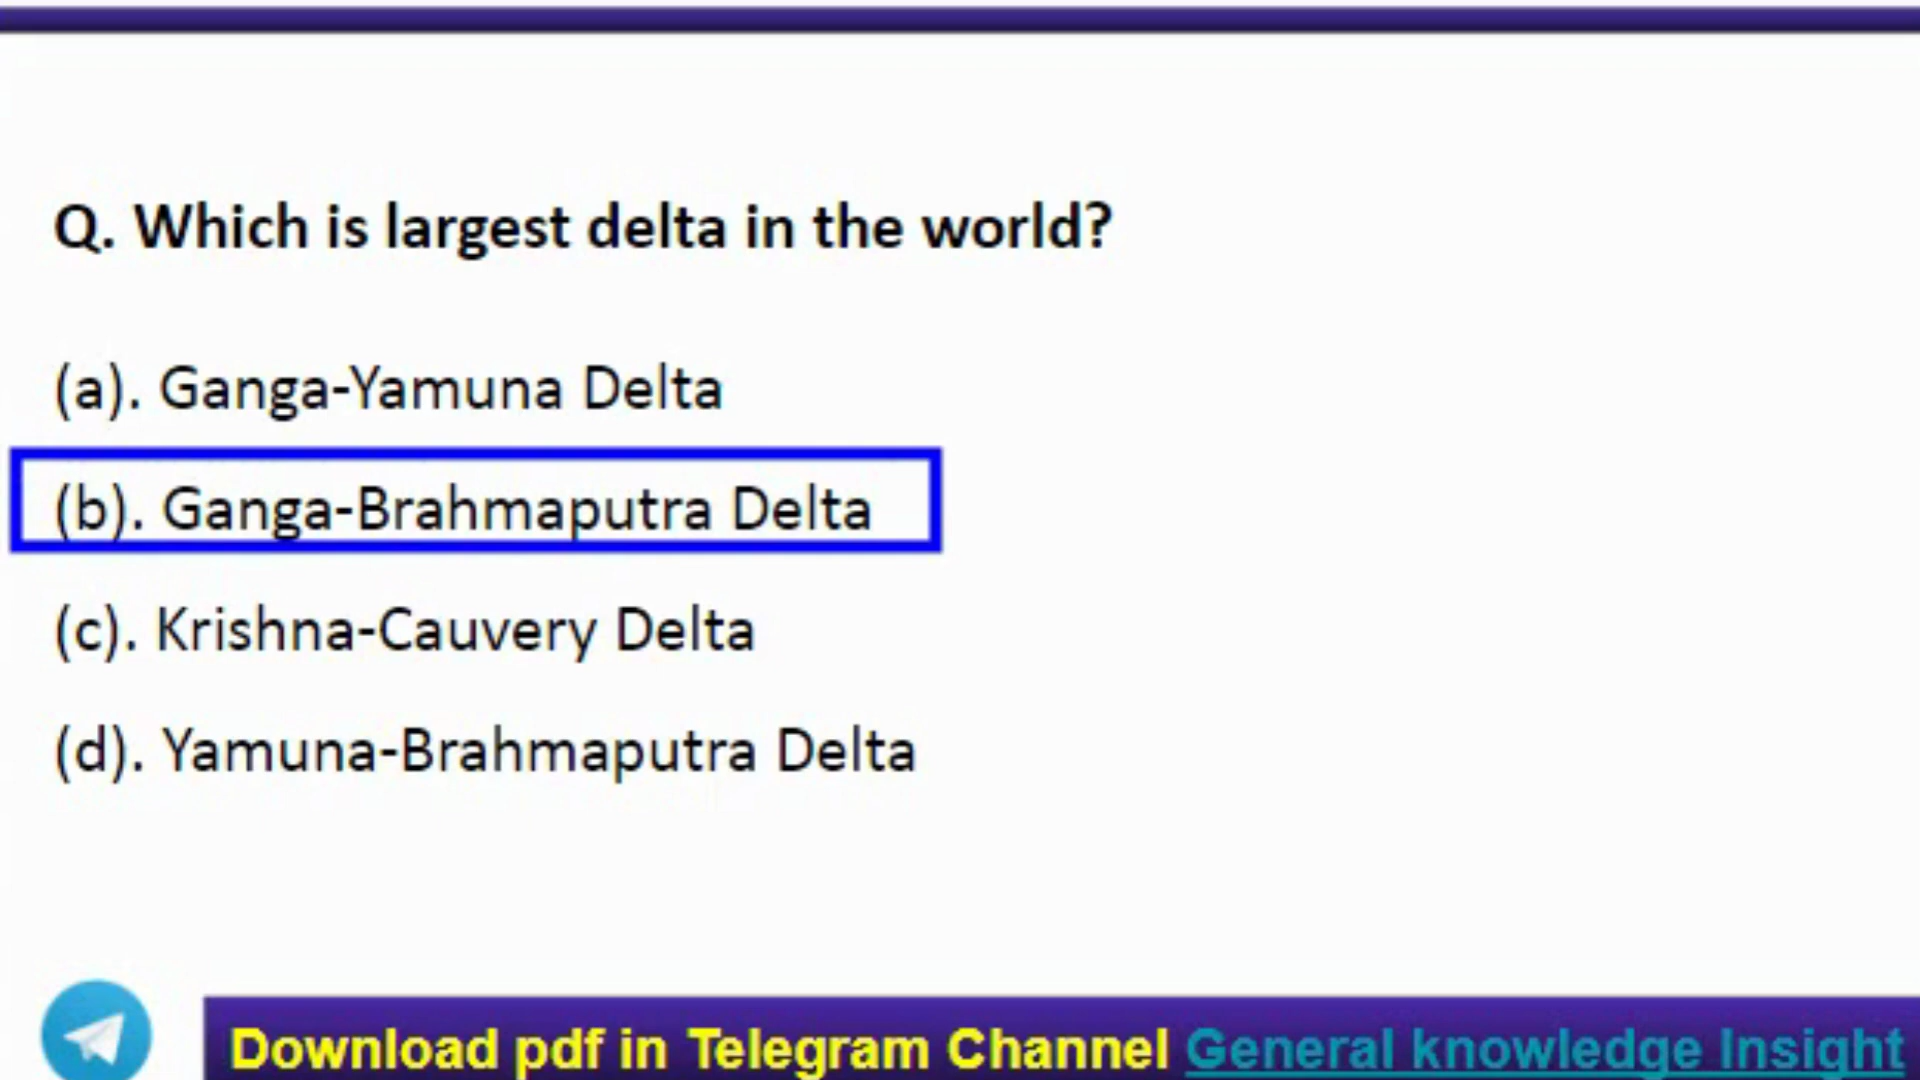 Q. Which is largest delta in the world?
(a). Ganga-Yamuna Delta
(b). Ganga-Brahmaputra Delta
(c). Krishna-Cauvery Delta
(d). Yamuna-Brahmaputra Delta
Download pdf in Telegram Channel General knowledge Insight